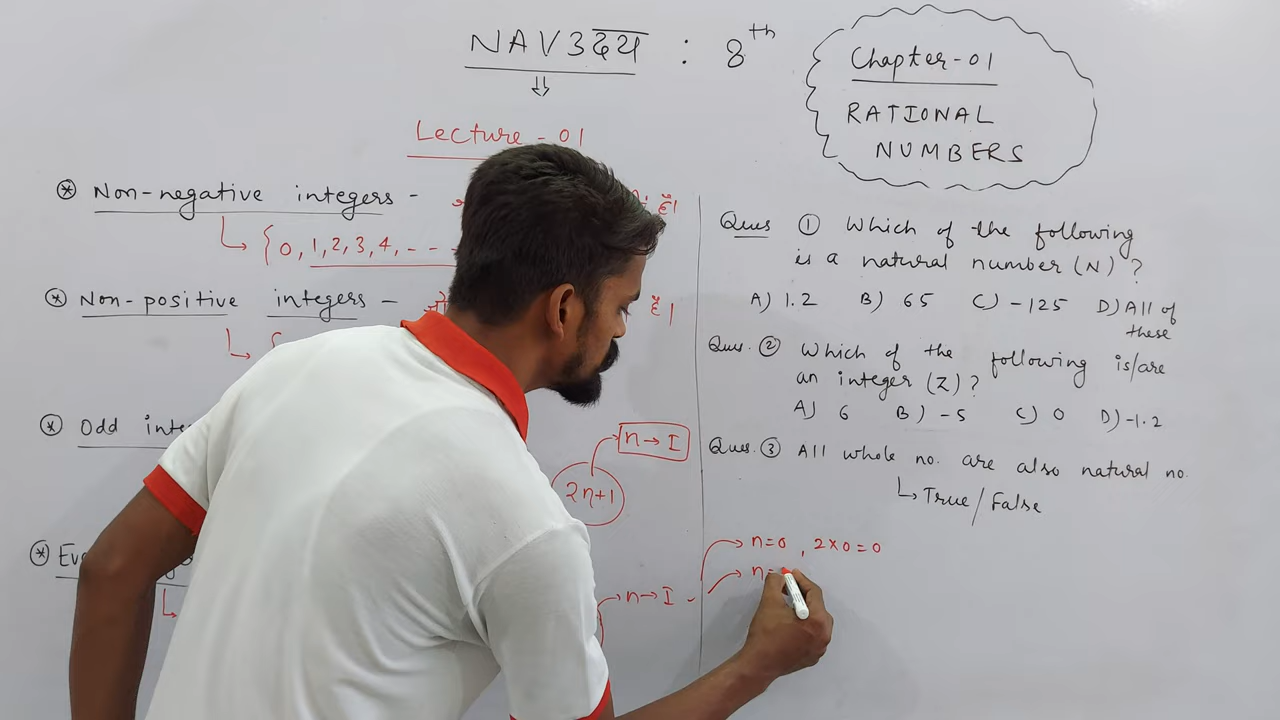 NAVउदय : 8th
Chapter-01
RATIONAL
NUMBERS
Lecture - 01
⊛ Non-negative integers -
है।
↳ {0, 1, 2, 3, 4, - - -
⊛ Non-positive integers -
है।
⊛ Odd
n→I
2n+1
n→I
Ques ① Which of the following
is a natural number (N) ?
A) 1.2 B) 65 C) -125 D) All of
these
Ques. ② Which of the following is/are
an integer (Z) ?
A) 6 B) -5 C) 0 D) -1.2
Ques. ③ All whole no. are also natural no.
↳ True/False
n=0 , 2×0=0
n=